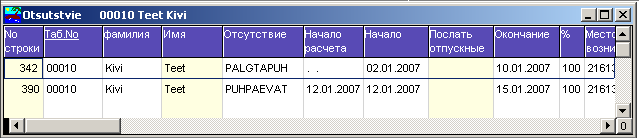 Otsutstvie 00010 Teet Kivi
No строки Таб.No фамилия Имя Отсутствие Начало расчета Начало Послать отпускные Окончание % Место возни
342 00010 Kivi Teet PALGTAPUH . . 02.01.2007 10.01.2007 100 21613
390 00010 Kivi Teet PUHPAEVAT 12.01.2007 12.01.2007 15.01.2007 100 21613
0